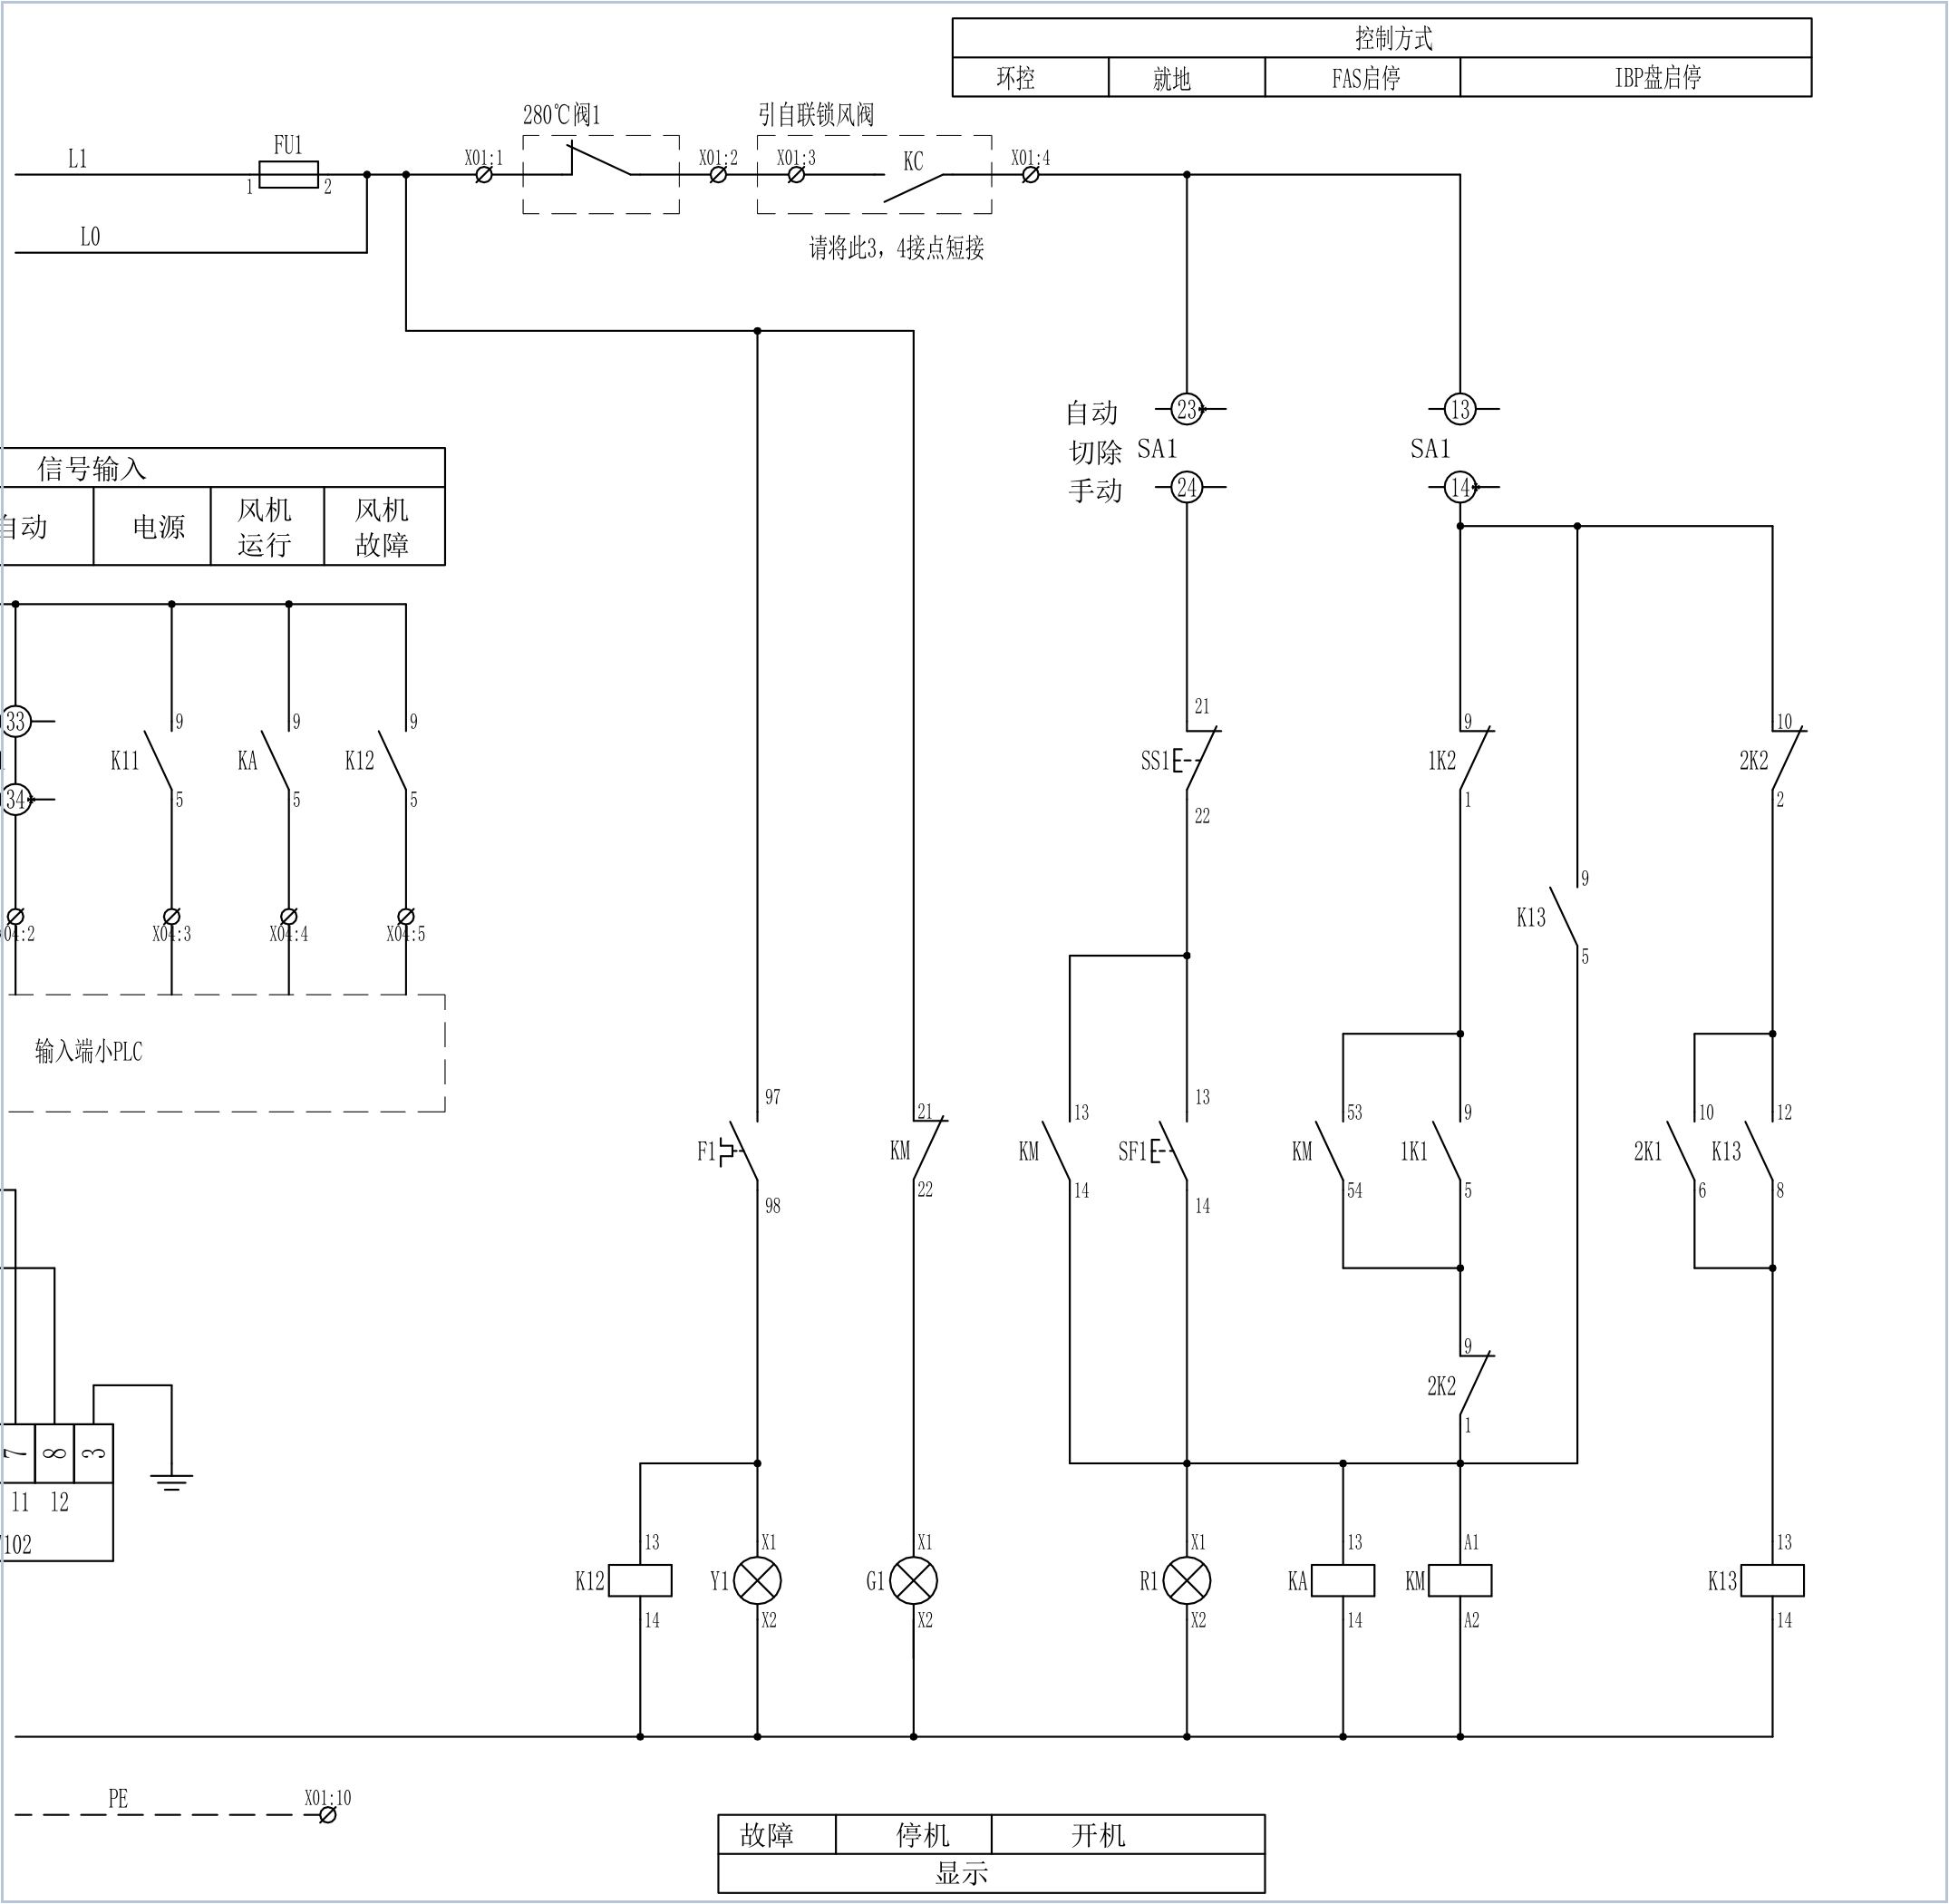 控制方式
环控 就地 FAS启停 IBP盘启停
280℃阀1 引自联锁风阀
L1 FU1 X01:1 X01:2 X01:3 KC X01:4
1 2
L0 请将此3，4接点短接
自动 23 13
切除 SA1 SA1
手动 24 14
信号输入
自动 电源 风机运行 风机故障
21
33 9 9 9 9 10
K11 KA K12 SS1 1K2 2K2
34 5 5 5 1 2
22
9
X04:2 X04:3 X04:4 X04:5 K13
5
输入端小PLC
97 21 13 13 53 9 10 12
F1 KM KM SF1 KM 1K1 2K1 K13
98 22 14 14 54 5 6 8
9
2K2
1
7 8 3
11 12
102
13 X1 X1 X1 13 A1 13
K12 Y1 G1 R1 KA KM K13
14 X2 X2 X2 14 A2 14
PE X01:10
故障 停机 开机
显示